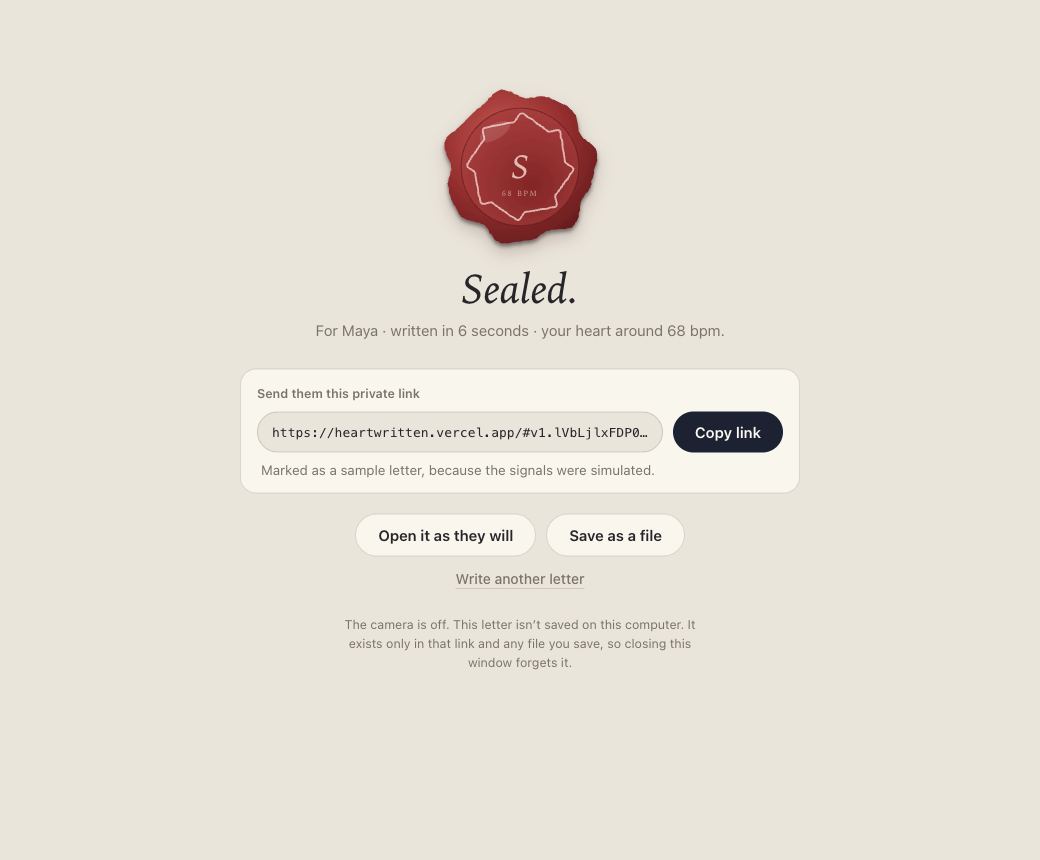 S
68 BPM
Sealed.
For Maya · written in 6 seconds · your heart around 68 bpm.
Send them this private link
https://heartwritten.vercel.app/#v1.lVbLjlxFDP0…
Copy link
Marked as a sample letter, because the signals were simulated.
Open it as they will
Save as a file
Write another letter
The camera is off. This letter isn’t saved on this computer. It
exists only in that link and any file you save, so closing this
window forgets it.